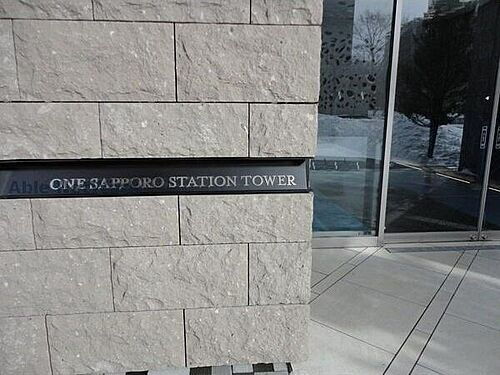 ONE SAPPORO STATION TOWER